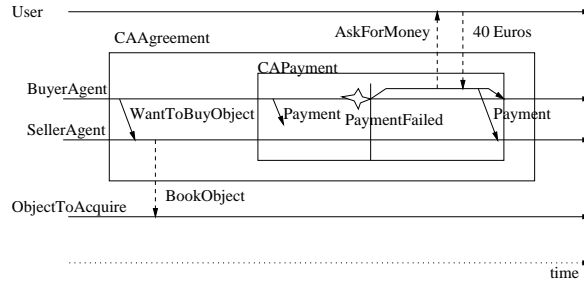 User
AskForMoney
40 Euros
CAAgreement
CAPayment
BuyerAgent
WantToBuyObject
Payment
PaymentFailed
Payment
SellerAgent
BookObject
ObjectToAcquire
time